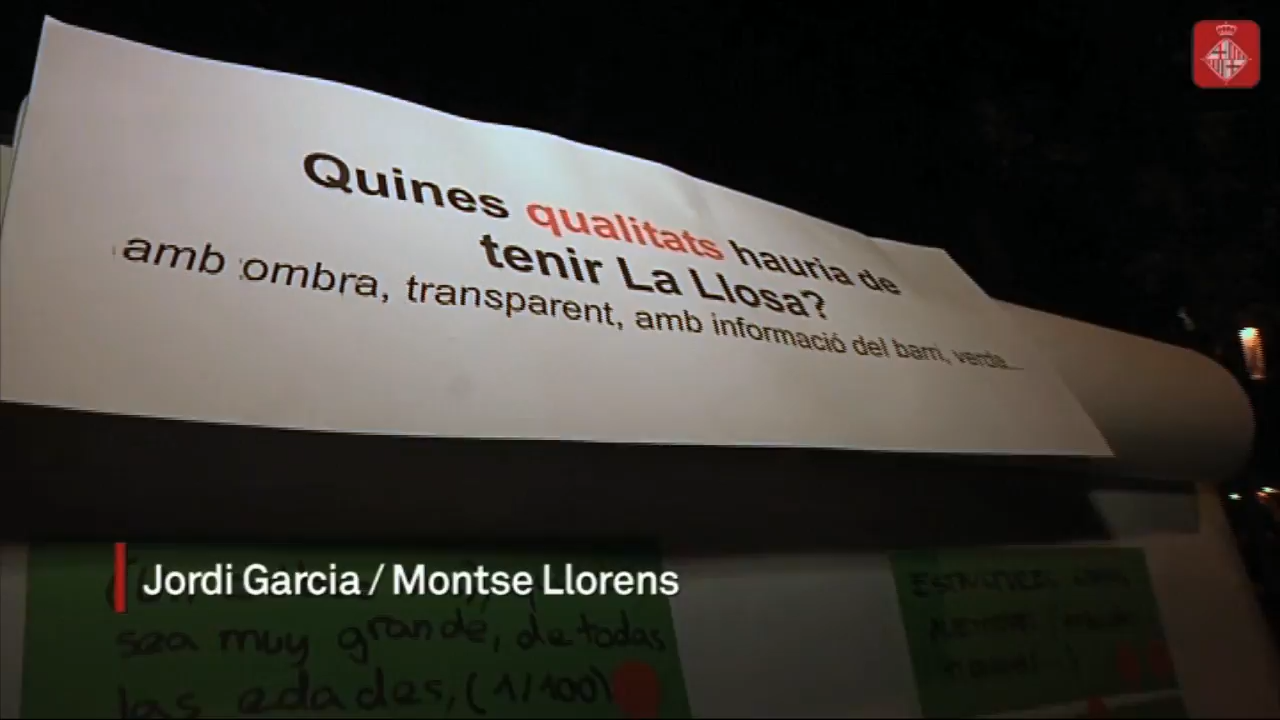 Quines qualitats hauria de
tenir La Llosa?
amb ombra, transparent, amb informació del barri, verda...
Jordi Garcia / Montse Llorens
sea muy grande, de todas
las edades, (1/100)